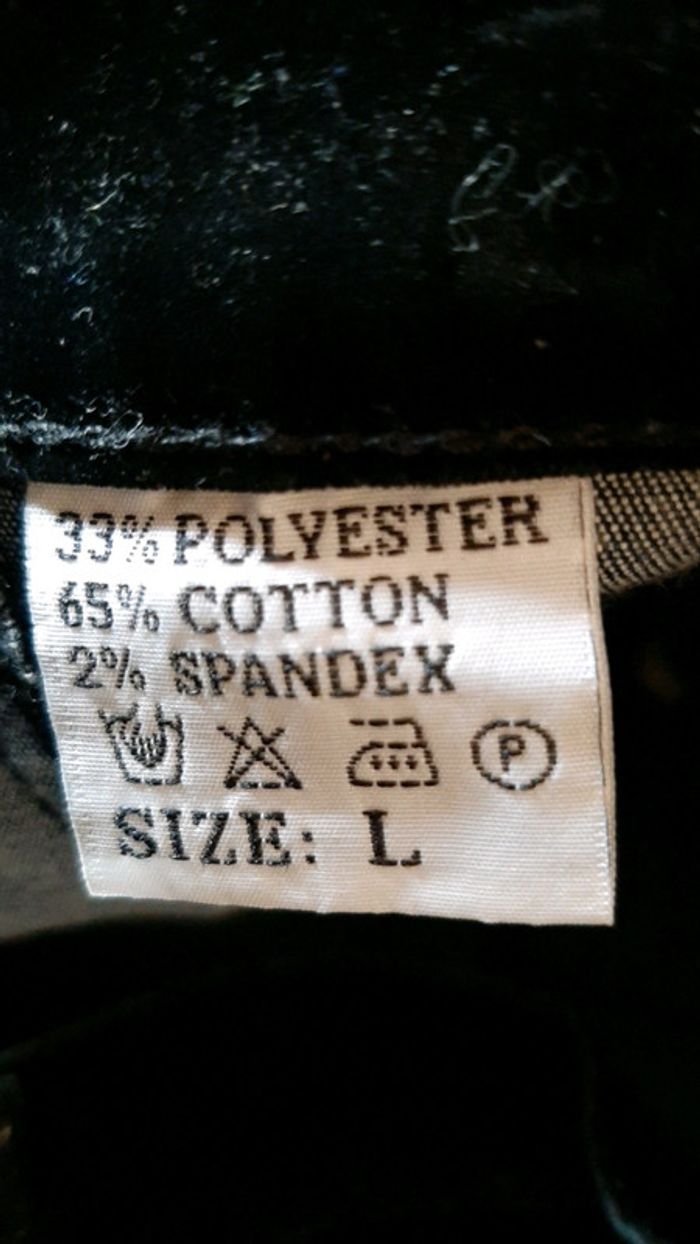 33% POLYESTER
65% COTTON
2% SPANDEX
P
SIZE: L